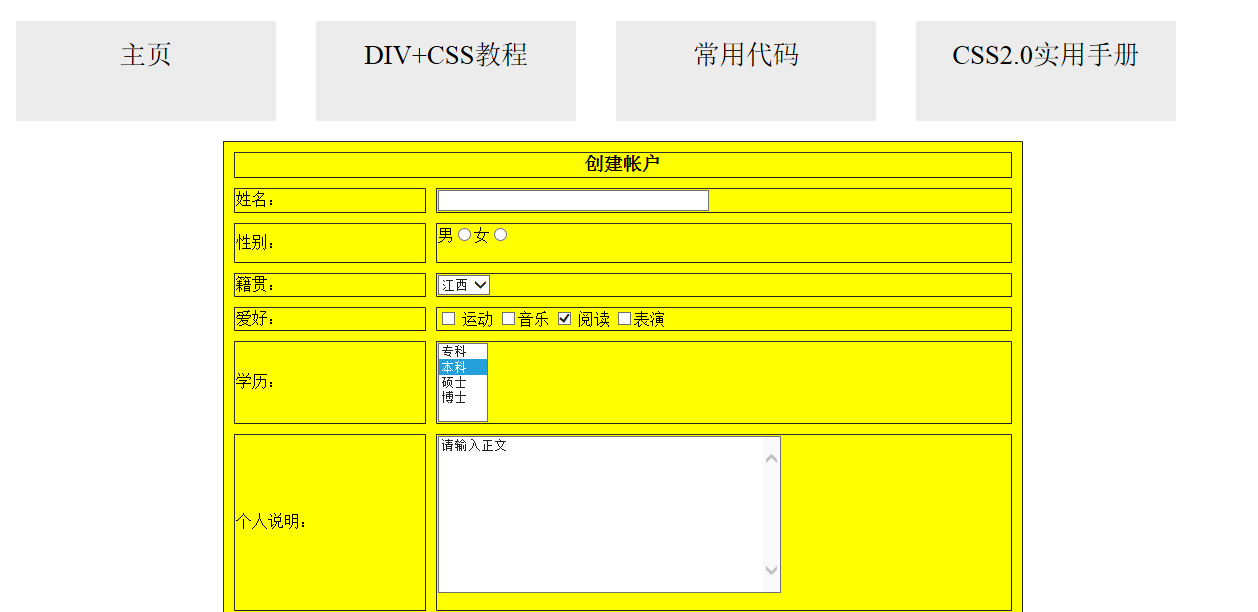 主页 DIV+CSS教程 常用代码 CSS2.0实用手册
创建帐户
姓名：
性别： 男 女
籍贯： 江西
爱好： 运动 音乐 阅读 表演
学历： 专科
本科
硕士
博士
个人说明： 请输入正文